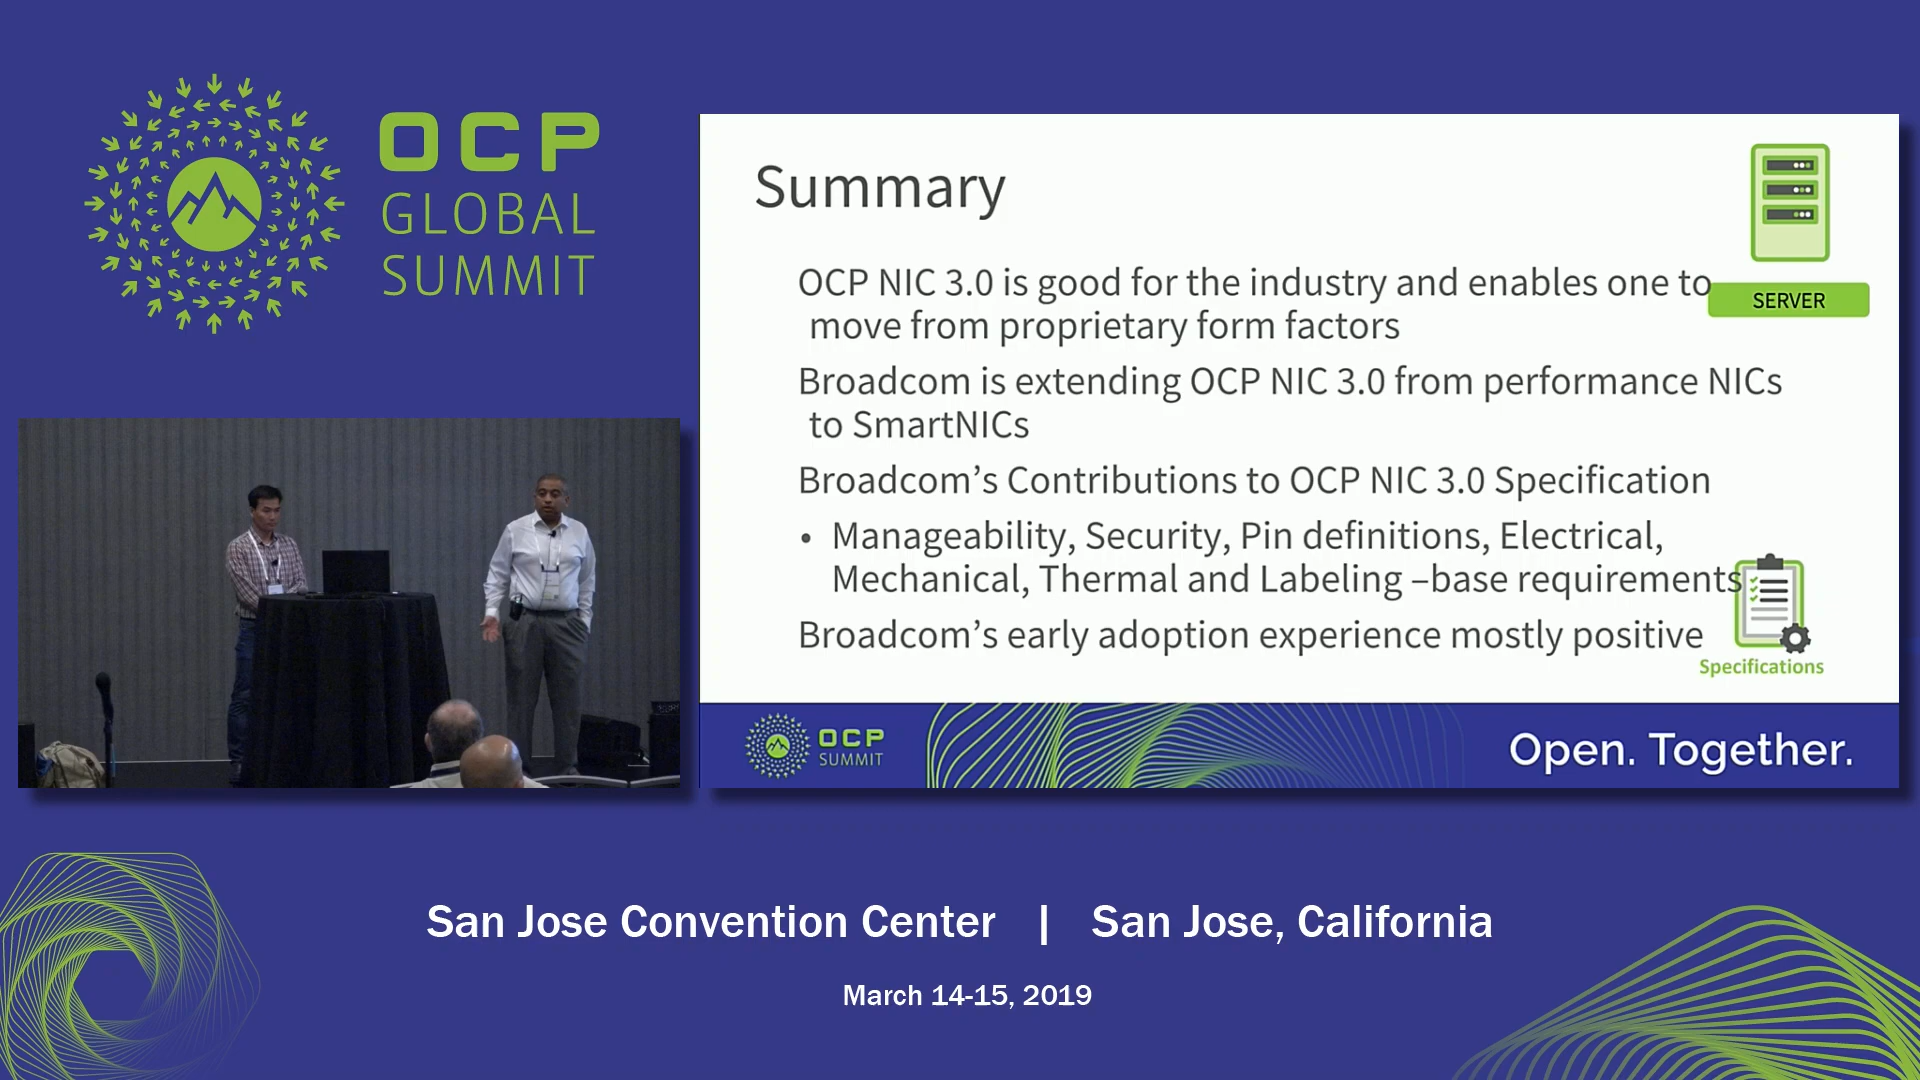 OCP
GLOBAL
SUMMIT
Summary
SERVER
OCP NIC 3.0 is good for the industry and enables one to
move from proprietary form factors
Broadcom is extending OCP NIC 3.0 from performance NICs
to SmartNICs
Broadcom’s Contributions to OCP NIC 3.0 Specification
• Manageability, Security, Pin definitions, Electrical,
Mechanical, Thermal and Labeling –base requirements
Broadcom’s early adoption experience mostly positive
Specifications
OCP
SUMMIT
Open. Together.
San Jose Convention Center | San Jose, California
March 14-15, 2019